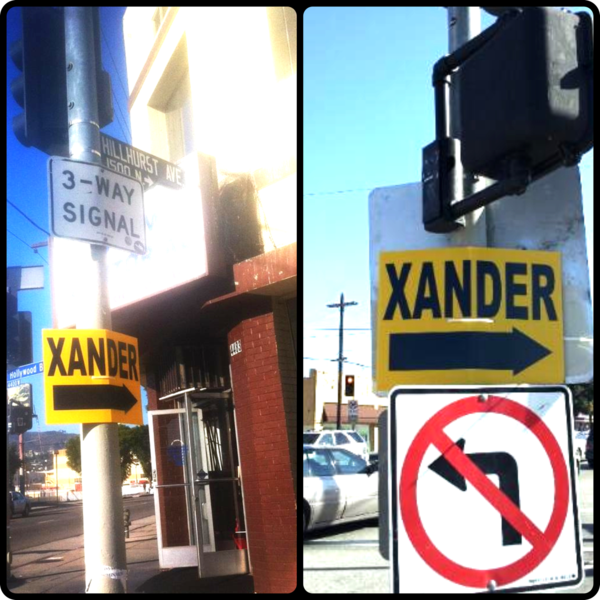 HILLHURST AVE
1500 N
3-WAY
SIGNAL
XANDER
Hollywood B
XANDER